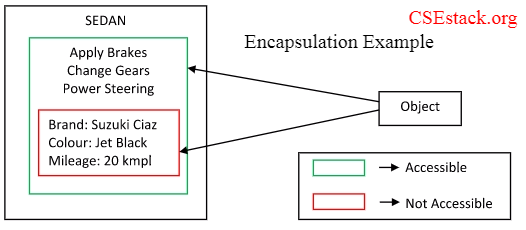 CSEstack.org
SEDAN
Encapsulation Example
Apply Brakes
Change Gears
Power Steering
Brand: Suzuki Ciaz
Colour: Jet Black
Mileage: 20 kmpl
Object
Accessible
Not Accessible